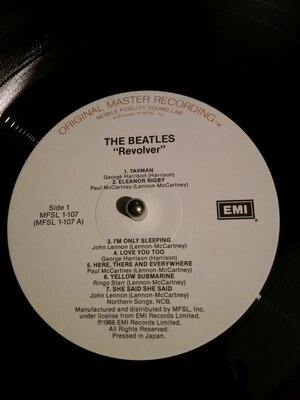 ORIGINAL MASTER RECORDING™
MOBILE FIDELITY SOUND LAB
a Division of MFSL, Inc.
THE BEATLES
"Revolver"
1. TAXMAN
George Harrison (Harrison)
2. ELEANOR RIGBY
Paul McCartney (Lennon-McCartney)
Side 1
MFSL 1-107
(MFSL 1-107 A)
EMI
3. I'M ONLY SLEEPING
John Lennon (Lennon-McCartney)
4. LOVE YOU TOO
George Harrison (Harrison)
5. HERE, THERE AND EVERYWHERE
Paul McCartney (Lennon-McCartney)
6. YELLOW SUBMARINE
Ringo Starr (Lennon-McCartney)
7. SHE SAID SHE SAID
John Lennon (Lennon-McCartney)
Northern Songs. NCB.
Manufactured and distributed by MFSL, Inc.
under license from EMI Records Limited.
℗1966 EMI Records Limited.
All Rights Reserved.
Pressed in Japan.